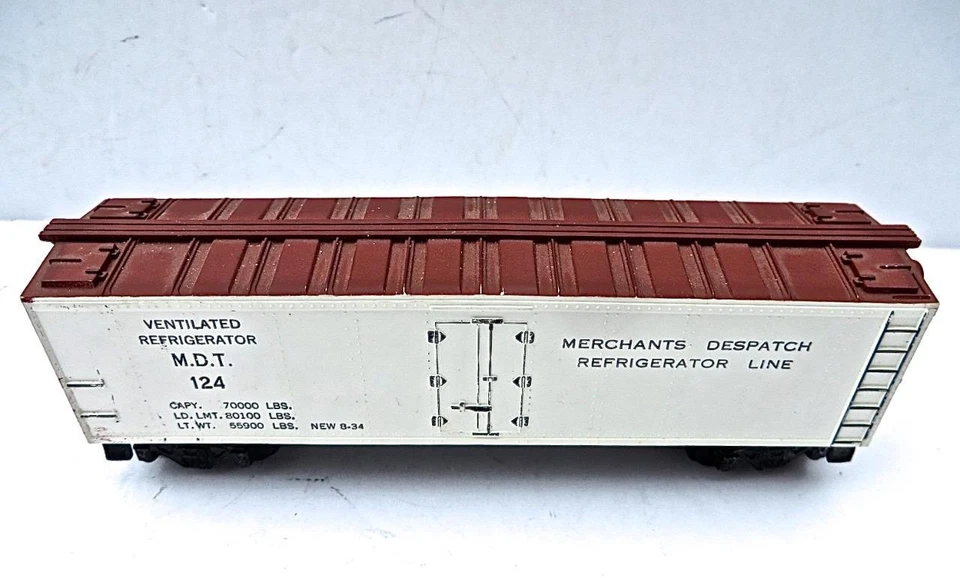 VENTILATED
REFRIGERATOR
M.D.T.
124
CAPY. 70000 LBS.
LD. LMT. 80100 LBS.
LT. WT. 55900 LBS. NEW 8-34
MERCHANTS DESPATCH
REFRIGERATOR LINE